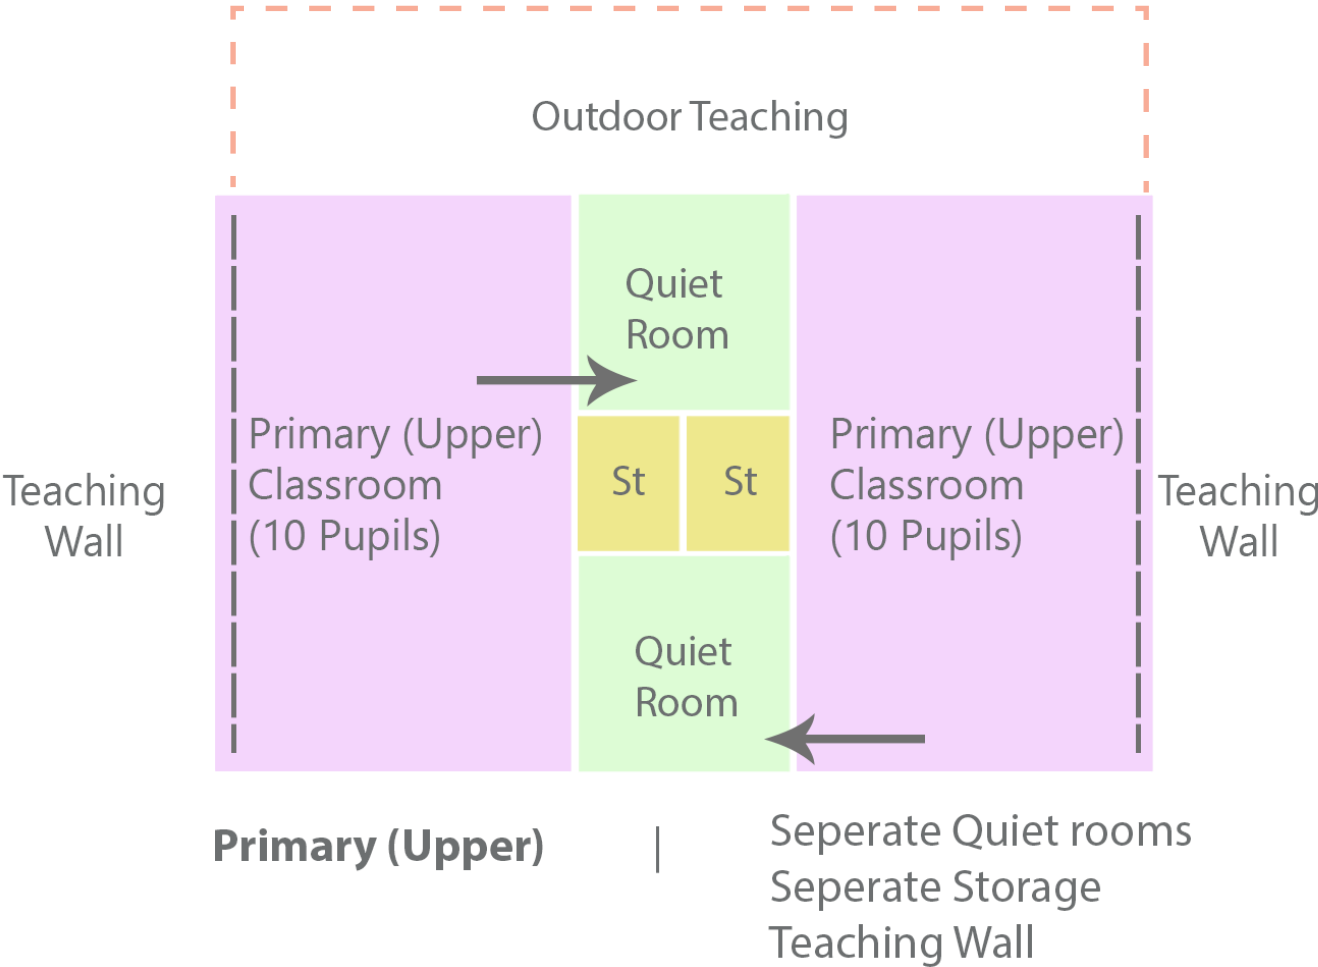 Outdoor Teaching
Quiet
Room
Primary (Upper)
Classroom
(10 Pupils)
St
St
Primary (Upper)
Classroom
(10 Pupils)
Teaching
Wall
Teaching
Wall
Quiet
Room
Primary (Upper)
Seperate Quiet rooms
Seperate Storage
Teaching Wall